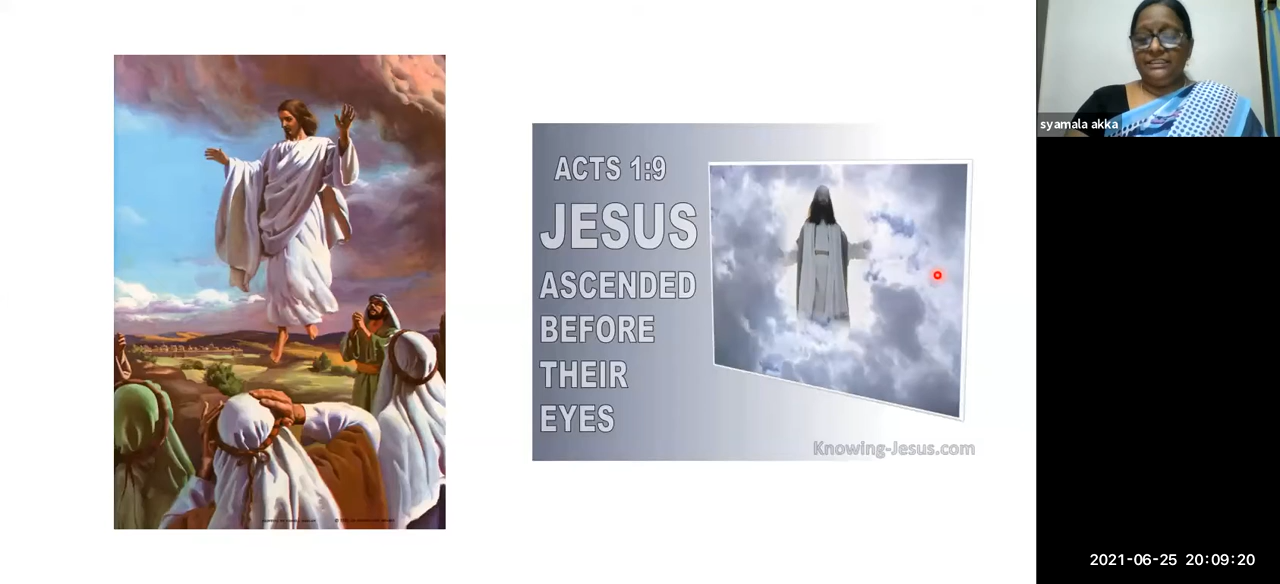 ACTS 1:9
JESUS
ASCENDED
BEFORE
THEIR
EYES
Knowing-Jesus.com
syamala akka
2021-06-25 20:09:20